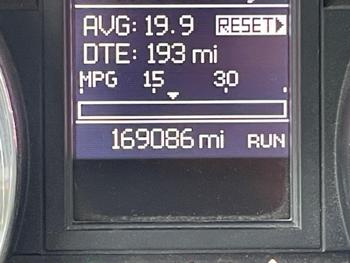 AVG: 19.9 RESET
DTE: 193 mi
MPG 15 30
169086 mi RUN